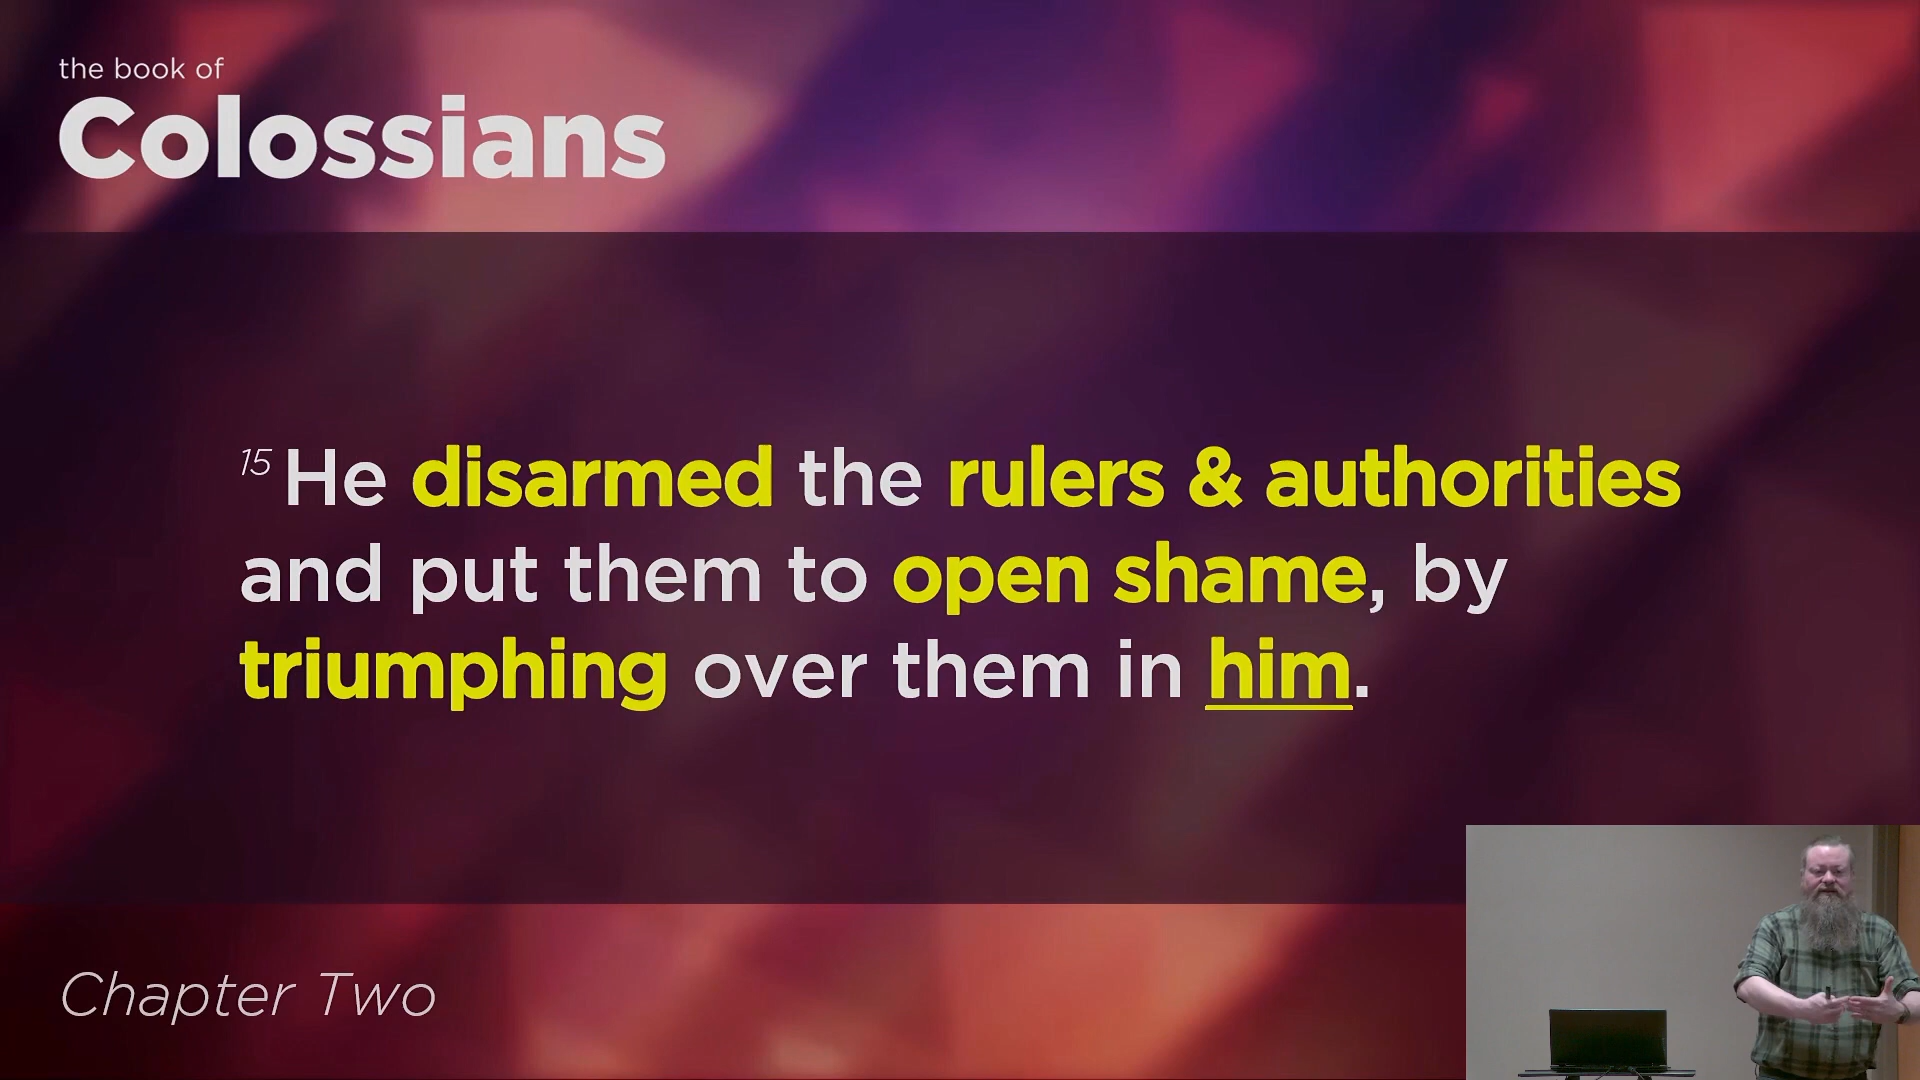 the book of
Colossians
15 He disarmed the rulers & authorities
and put them to open shame, by
triumphing over them in him.
Chapter Two